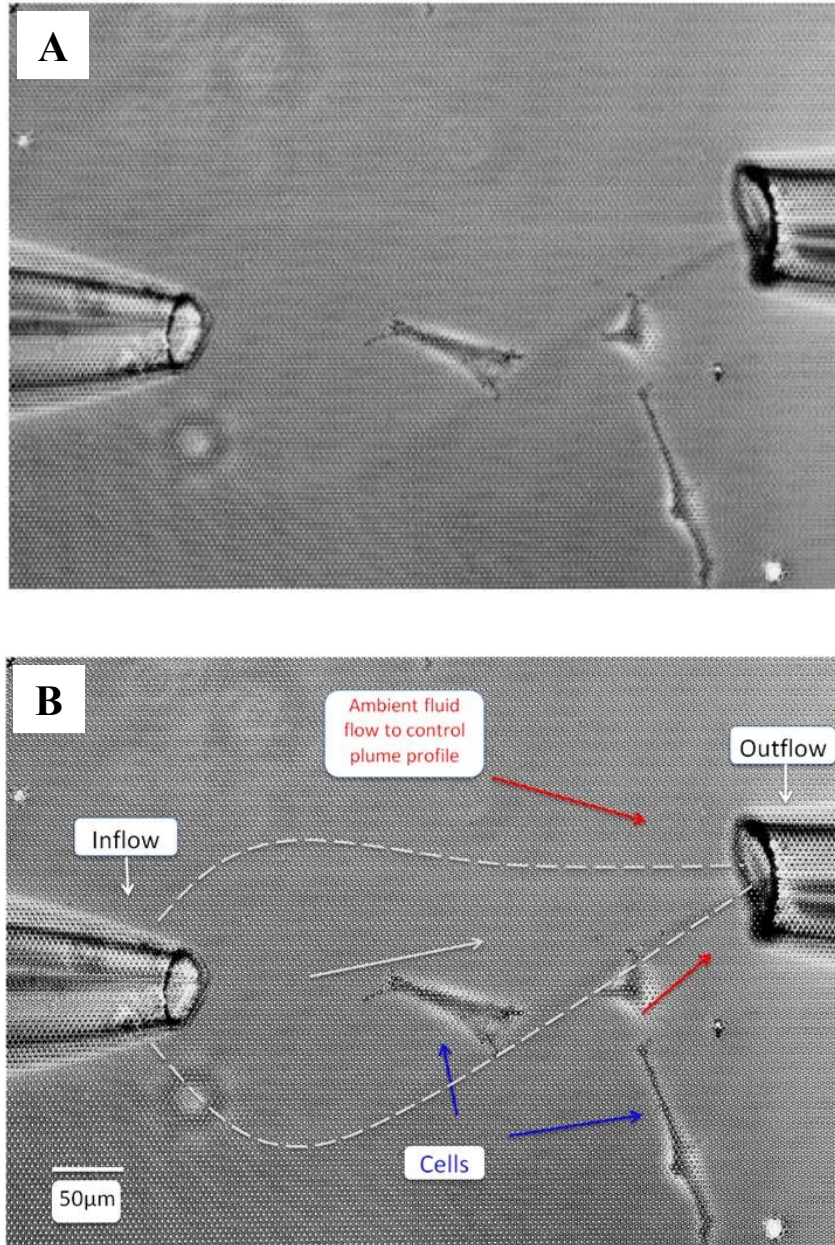 A
B
Ambient fluid
flow to control
plume profile
Outflow
Inflow
Cells
50µm